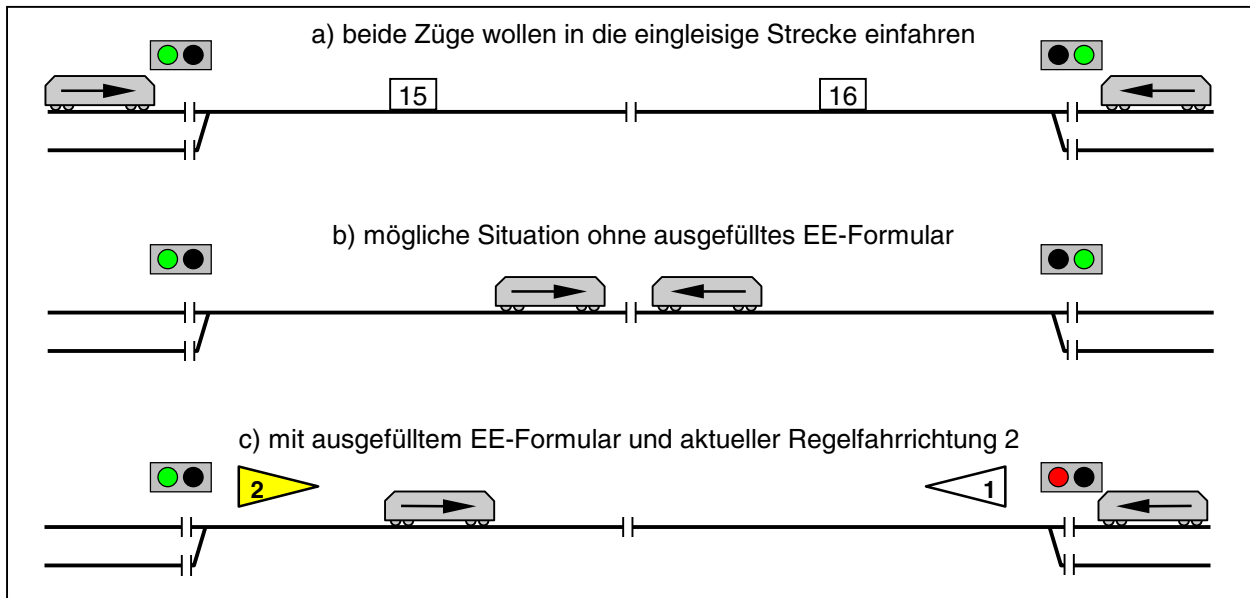 a) beide Züge wollen in die eingleisige Strecke einfahren
15
16
b) mögliche Situation ohne ausgefülltes EE-Formular
c) mit ausgefülltem EE-Formular und aktueller Regelfahrrichtung 2
2
1